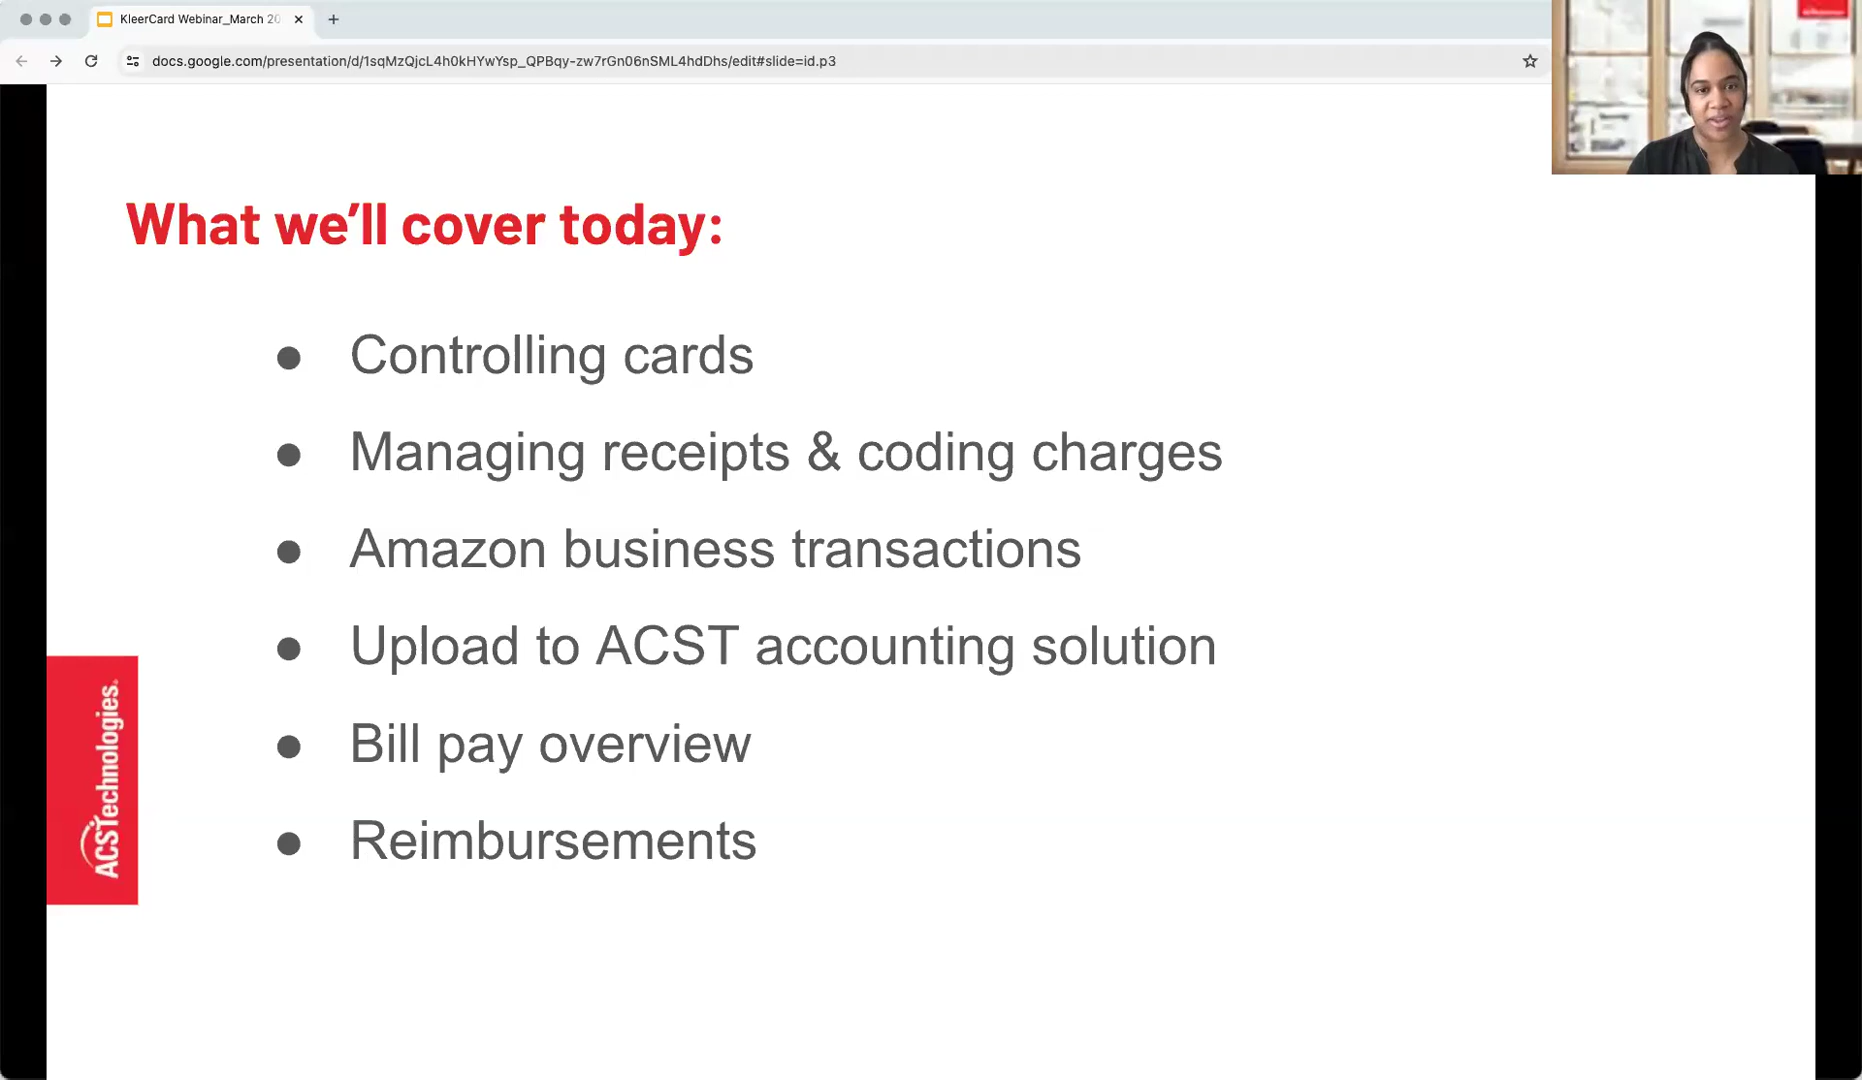 KleerCard Webinar_March 20
docs.google.com/presentation/d/1sqMzQjcL4h0kHYwYsp_QPBqy-zw7rGn06nSML4hdDhs/edit#slide=id.p3
What we’ll cover today:
● Controlling cards
● Managing receipts & coding charges
● Amazon business transactions
● Upload to ACST accounting solution
● Bill pay overview
● Reimbursements
ACSTechnologies.